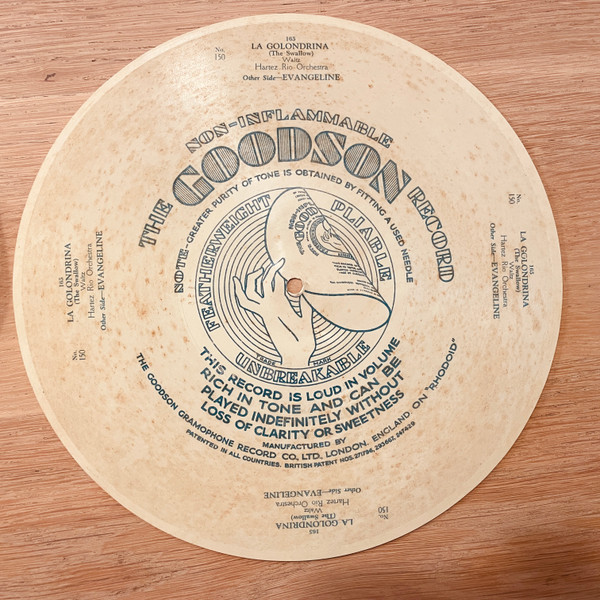 165
No. 150
LA GOLONDRINA
(The Swallow)
Waltz
Hartez Rio Orchestra
Other Side—EVANGELINE
NON-INFLAMMABLE
THE GOODSON RECORD
NOTE-GREATER PURITY OF TONE IS OBTAINED BY FITTING A USED NEEDLE
FEATHERWEIGHT PLIABLE
UNBREAKABLE
TRADE MARK
THIS RECORD IS LOUD IN VOLUME
RICH IN TONE AND CAN BE
PLAYED INDEFINITELY WITHOUT
LOSS OF CLARITY OR SWEETNESS
MANUFACTURED BY
THE GOODSON GRAMOPHONE RECORD CO, LTD. LONDON. ENGLAND ON "RHODOID"
PATENTED IN ALL COUNTRIES. BRITISH PATENT NOS.
165
No. 150
LA GOLONDRINA
(The Swallow)
Waltz
Hartez Rio Orchestra
Other Side—EVANGELINE
165
No. 150
LA GOLONDRINA
(The Swallow)
Waltz
Hartez Rio Orchestra
Other Side—EVANGELINE
165
No. 150
LA GOLONDRINA
(The Swallow)
Waltz
Hartez Rio Orchestra
Other Side—EVANGELINE